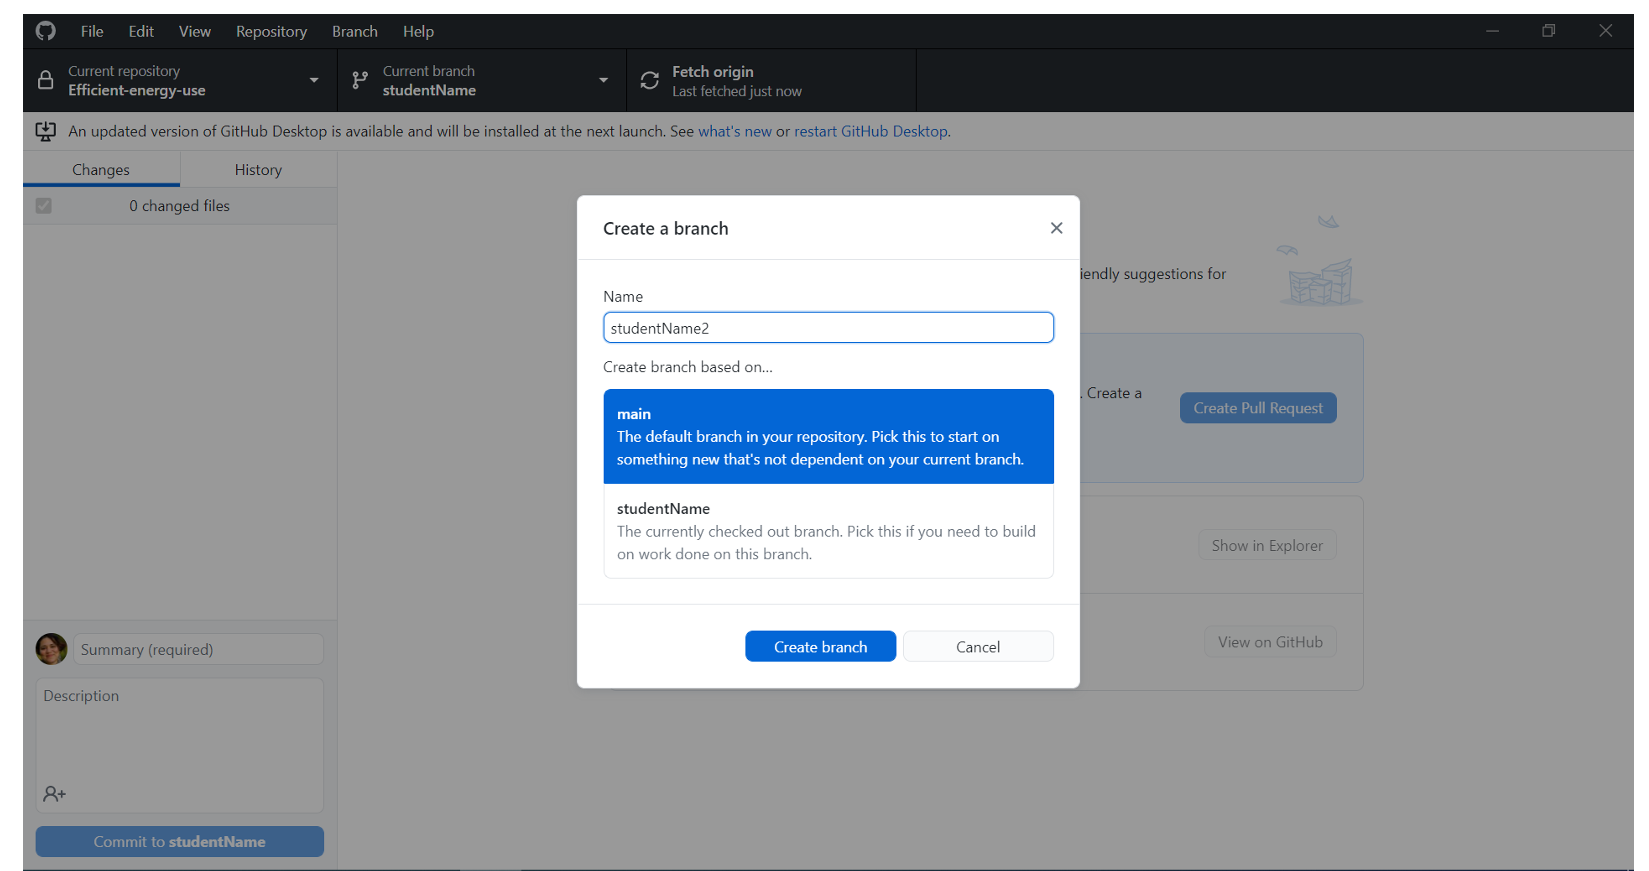 File Edit View Repository Branch Help
Current repository
Efficient-energy-use
Current branch
studentName
Fetch origin
Last fetched just now
An updated version of GitHub Desktop is available and will be installed at the next launch. See what's new or restart GitHub Desktop.
Changes
History
0 changed files
Create a branch
iendly suggestions for
Name
studentName2
Create branch based on...
main
The default branch in your repository. Pick this to start on
something new that's not dependent on your current branch.
. Create a
Create Pull Request
studentName
The currently checked out branch. Pick this if you need to build
on work done on this branch.
Show in Explorer
View on GitHub
Create branch
Cancel
Summary (required)
Description
Commit to studentName